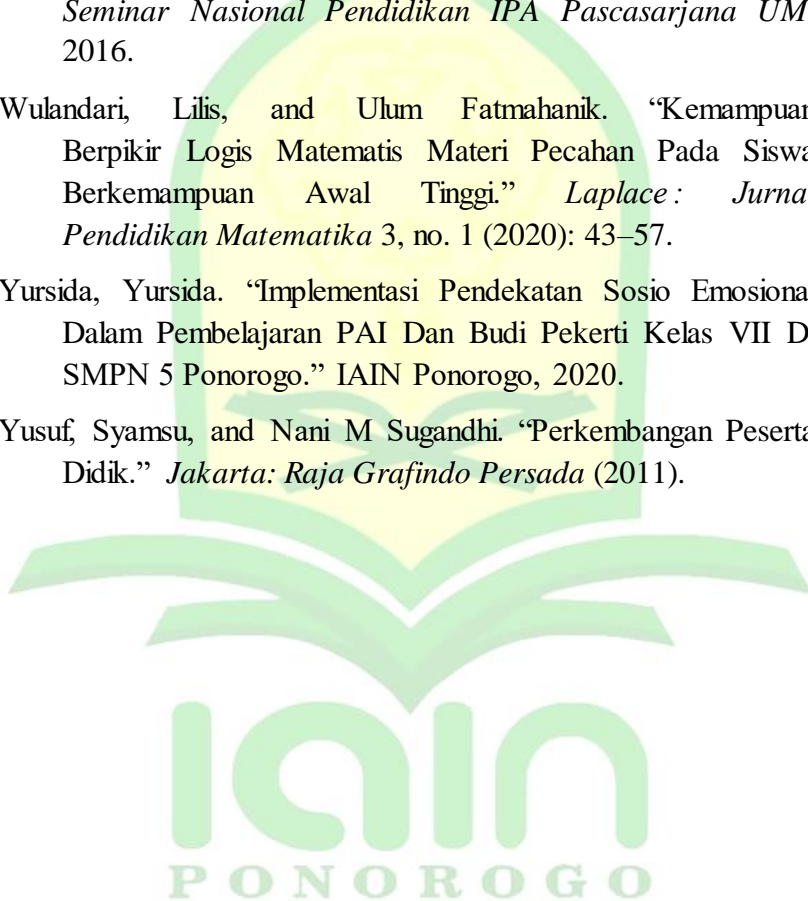 Seminar Nasional Pendidikan IPA Pascasarjana UM
2016.
Wulandari, Lilis, and Ulum Fatmahanik. “Kemampuan
Berpikir Logis Matematis Materi Pecahan Pada Siswa
Berkemampuan Awal Tinggi.” Laplace : Jurna
Pendidikan Matematika 3, no. 1 (2020): 43–57.
Yursida, Yursida. “Implementasi Pendekatan Sosio Emosiona
Dalam Pembelajaran PAI Dan Budi Pekerti Kelas VII D
SMPN 5 Ponorogo.” IAIN Ponorogo, 2020.
Yusuf, Syamsu, and Nani M Sugandhi. “Perkembangan Peserta
Didik.” Jakarta: Raja Grafindo Persada (2011).
IAIN
PONOROGO